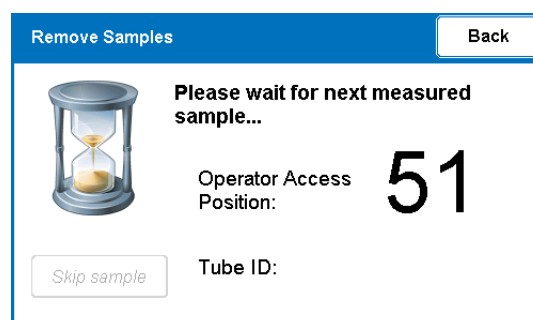 Remove Samples
Back
Please wait for next measured
sample...
Operator Access
Position:
51
Skip sample
Tube ID: